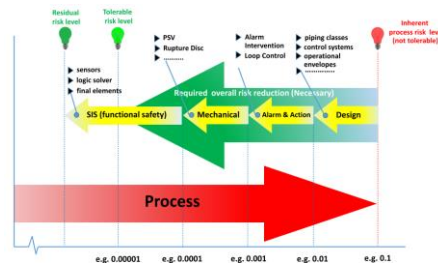 Residual
risk level
Tolerable
risk level
Inherent
process risk level
(not tolerable)
sensors
logic solver
final elements
PSV
Rupture Disc
..........
Alarm
Intervention
Loop Control
piping classes
control systems
operational
envelopes
..............
Required overall risk reduction (Necessary)
SIS (functional safety)
Mechanical
Alarm & Action
Design
Process
e.g. 0.00001
e.g. 0.0001
e.g. 0.001
e.g. 0.01
e.g. 0.1